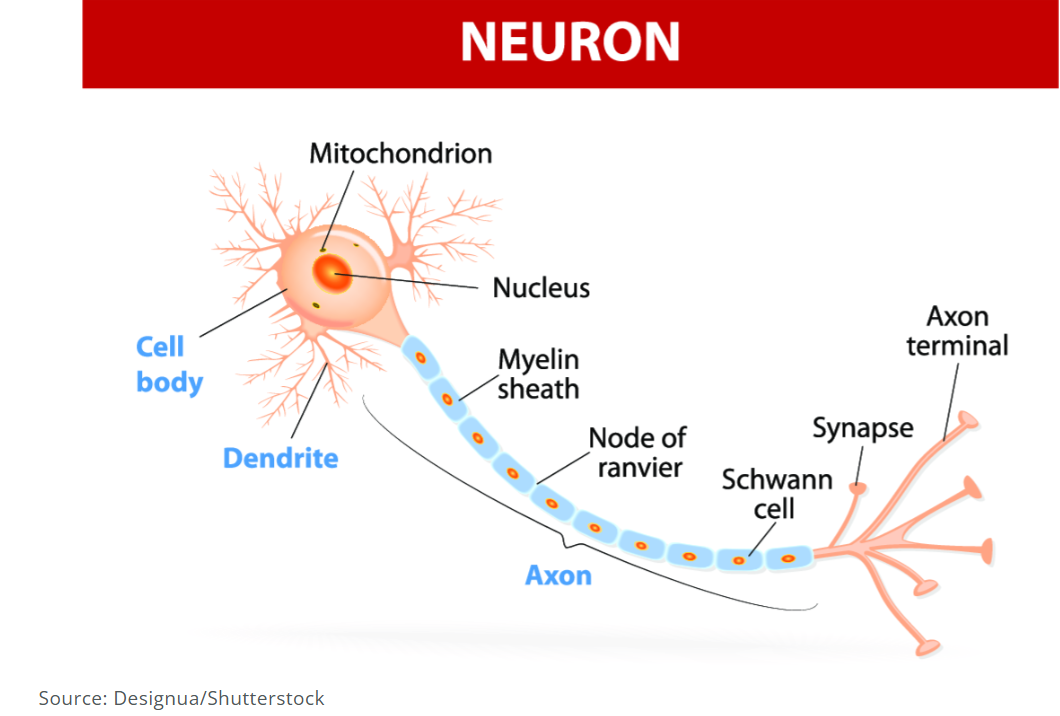 NEURON
Mitochondrion
Nucleus
Cell
body
Myelin
sheath
Dendrite
Node of
ranvier
Schwann
cell
Synapse
Axon
terminal
Axon
Source: Designua/Shutterstock